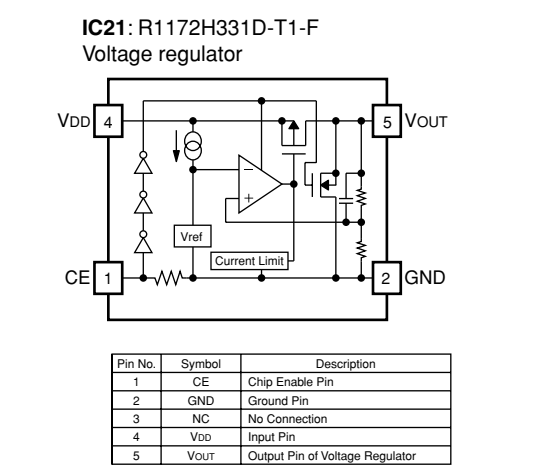 IC21: R1172H331D-T1-F
Voltage regulator
VDD 4
5 VOUT
Vref
Current Limit
CE 1
2 GND
Pin No. Symbol Description
1 CE Chip Enable Pin
2 GND Ground Pin
3 NC No Connection
4 VDD Input Pin
5 VOUT Output Pin of Voltage Regulator